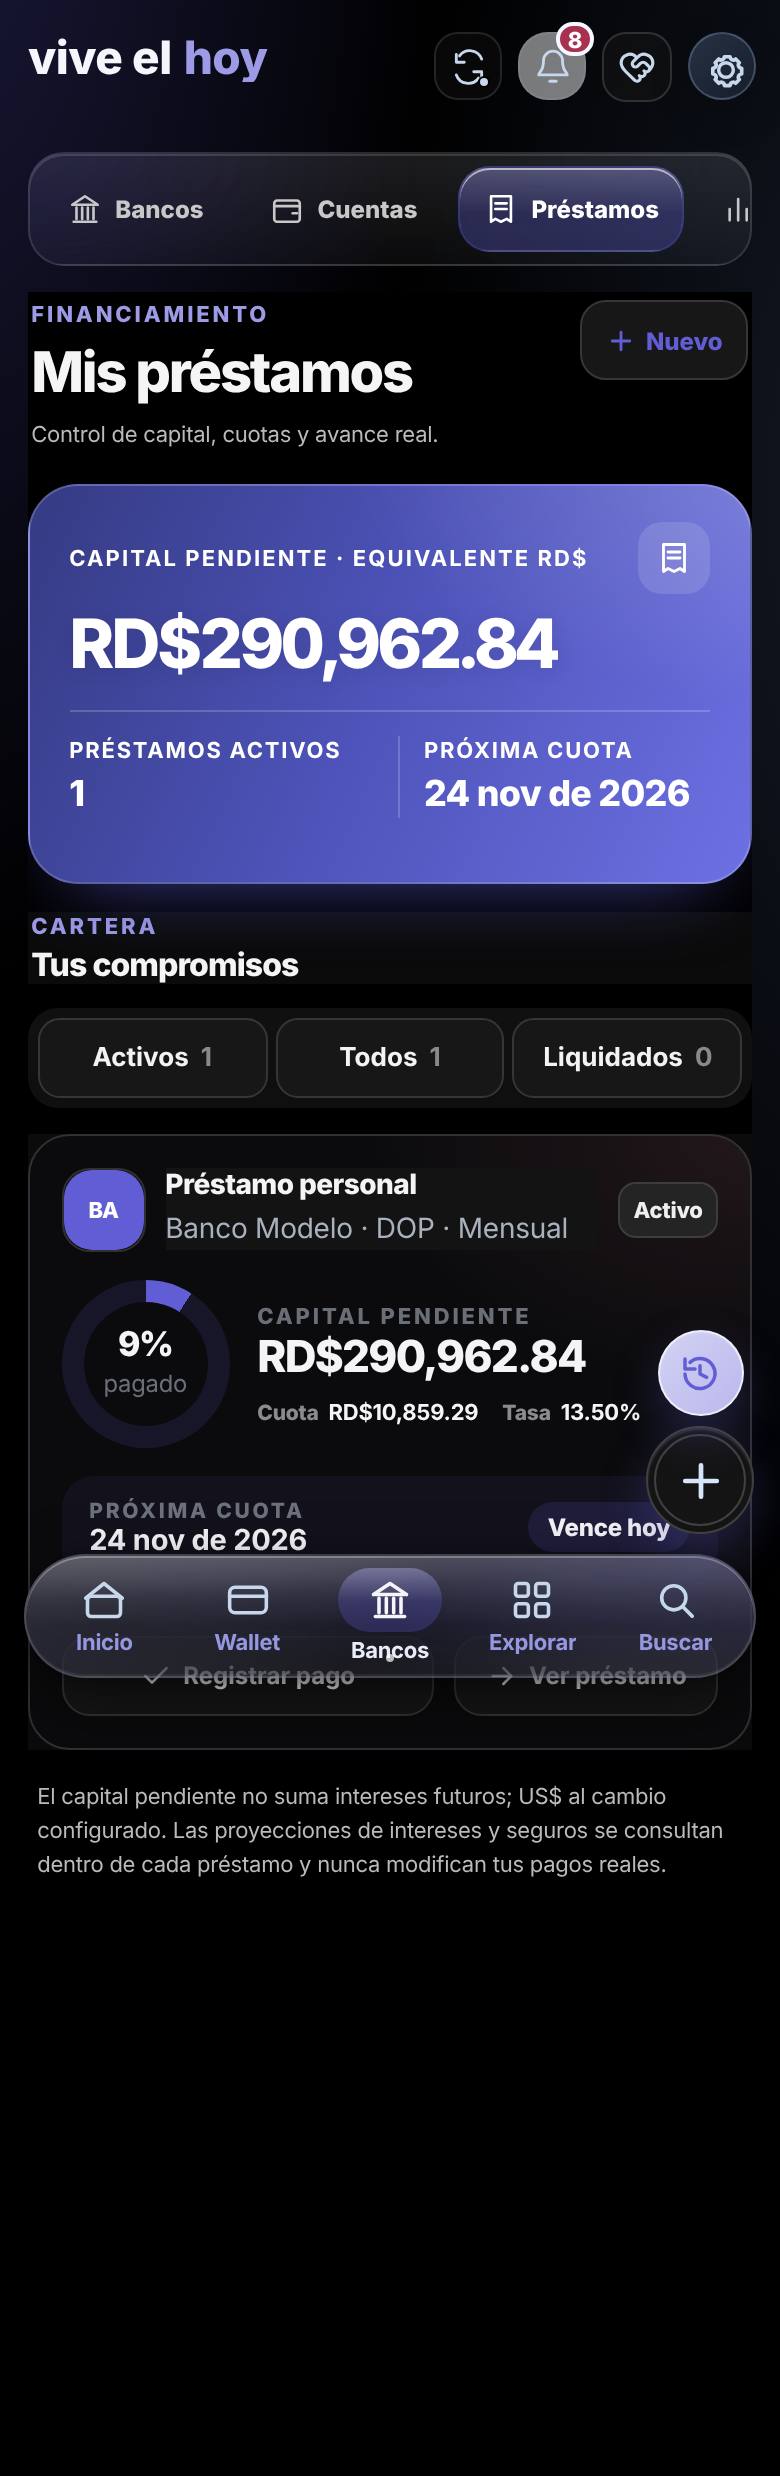 vive el hoy
8
Bancos
Cuentas
Préstamos
FINANCIAMIENTO
Mis préstamos
+ Nuevo
Control de capital, cuotas y avance real.
CAPITAL PENDIENTE · EQUIVALENTE RD$
RD$290,962.84
PRÉSTAMOS ACTIVOS
1
PRÓXIMA CUOTA
24 nov de 2026
CARTERA
Tus compromisos
Activos 1
Todos 1
Liquidados 0
BA
Préstamo personal
Banco Modelo · DOP · Mensual
Activo
9%
pagado
CAPITAL PENDIENTE
RD$290,962.84
Cuota RD$10,859.29 Tasa 13.50%
PRÓXIMA CUOTA
24 nov de 2026
Vence hoy
Inicio
Wallet
Bancos
Explorar
Buscar
Registrar pago
Ver préstamo
El capital pendiente no suma intereses futuros; US$ al cambio
configurado. Las proyecciones de intereses y seguros se consultan
dentro de cada préstamo y nunca modifican tus pagos reales.